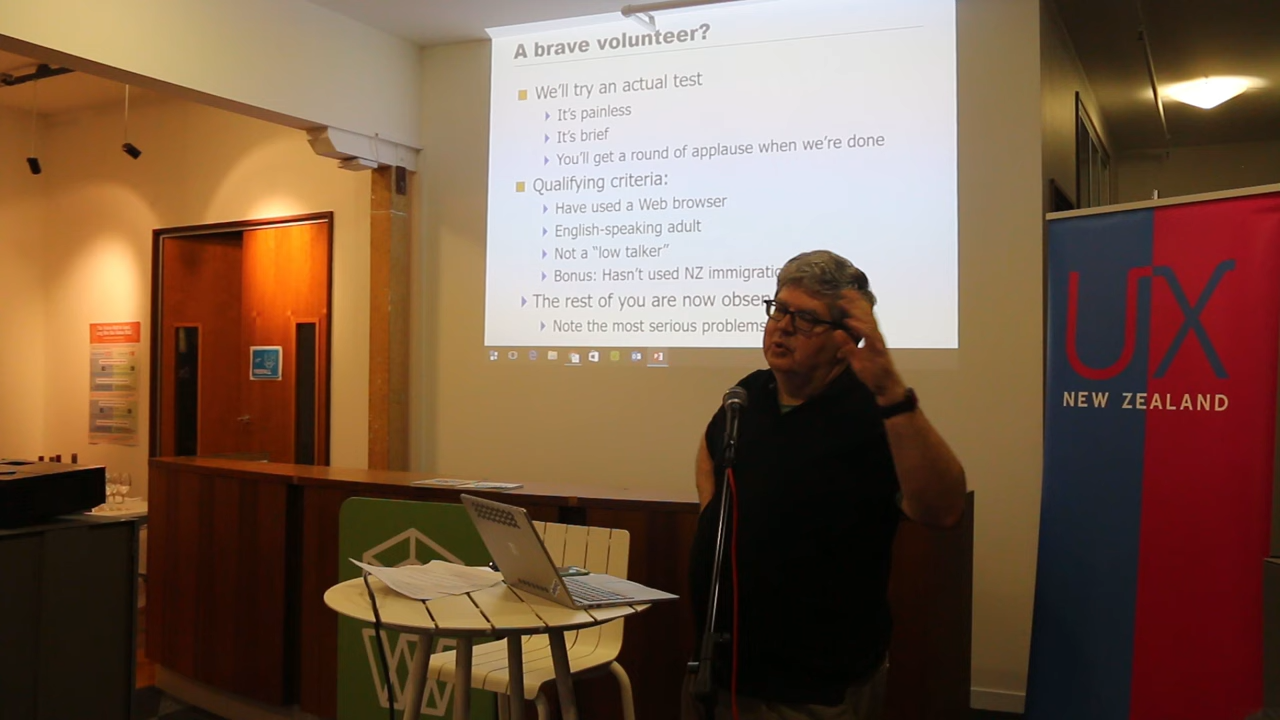 A brave volunteer?
We'll try an actual test
It's painless
It's brief
You'll get a round of applause when we're done
Qualifying criteria:
Have used a Web browser
English-speaking adult
Not a "low talker"
Bonus: Hasn't used NZ
The rest of you are now
Note the most serious problems
UX
NEW ZEALAND
W